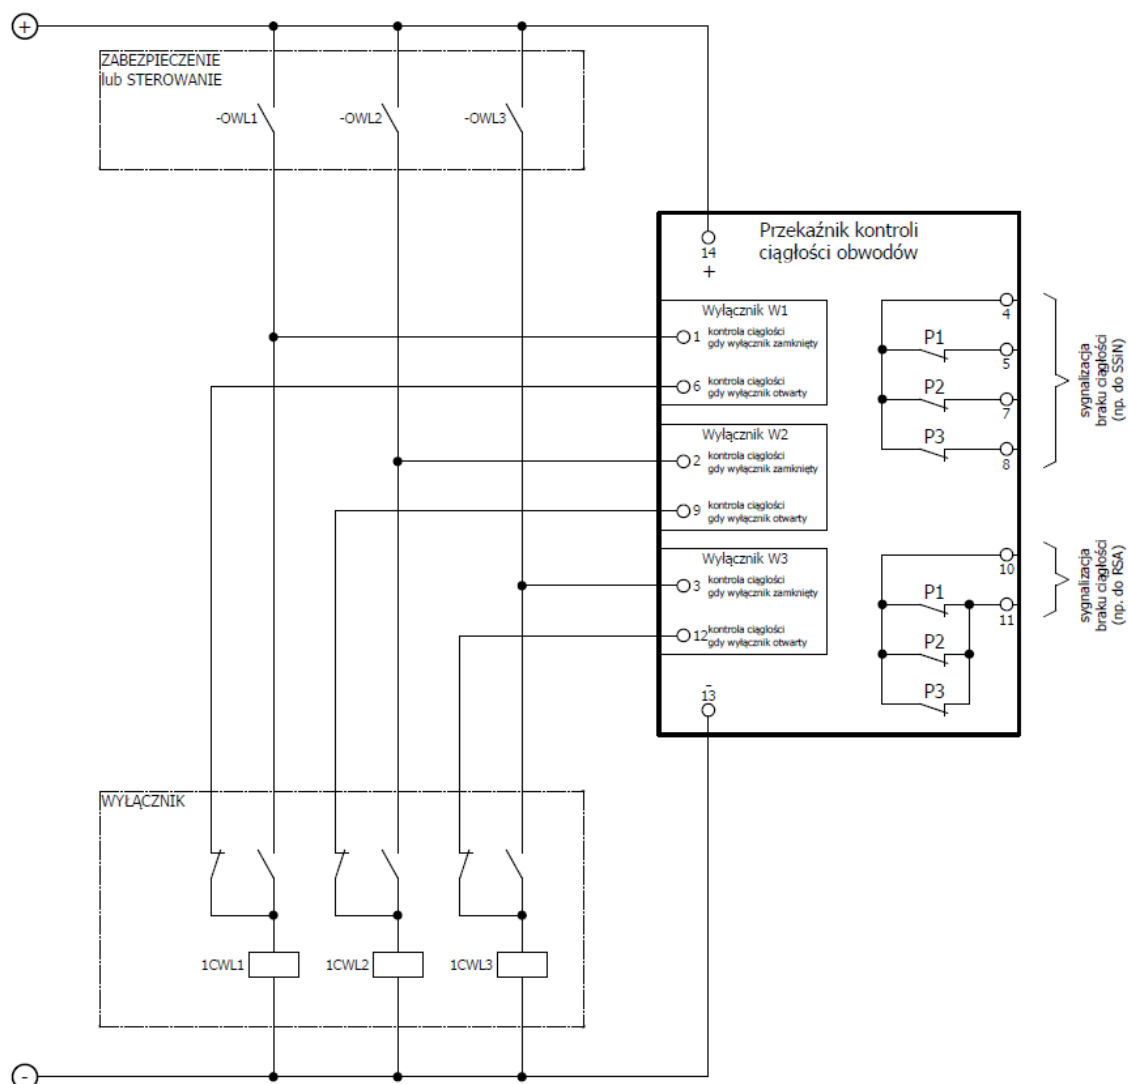 +
ZABEZPIECZENIE
lub STEROWANIE
-OWL1
-OWL2
-OWL3
Przekaźnik kontroli
ciągłości obwodów
14
+
Wyłącznik W1
1 kontrola ciągłości
gdy wyłącznik zamknięty
6 kontrola ciągłości
gdy wyłącznik otwarty
Wyłącznik W2
2 kontrola ciągłości
gdy wyłącznik zamknięty
9 kontrola ciągłości
gdy wyłącznik otwarty
Wyłącznik W3
3 kontrola ciągłości
gdy wyłącznik zamknięty
12 kontrola ciągłości
gdy wyłącznik otwarty
-
13
4
P1
5
P2
7
P3
8
sygnalizacja
braku ciągłości
(np. do SSiN)
10
P1
11
P2
P3
sygnalizacja
braku ciągłości
(np. do RSA)
WYŁĄCZNIK
1CWL1
1CWL2
1CWL3
-